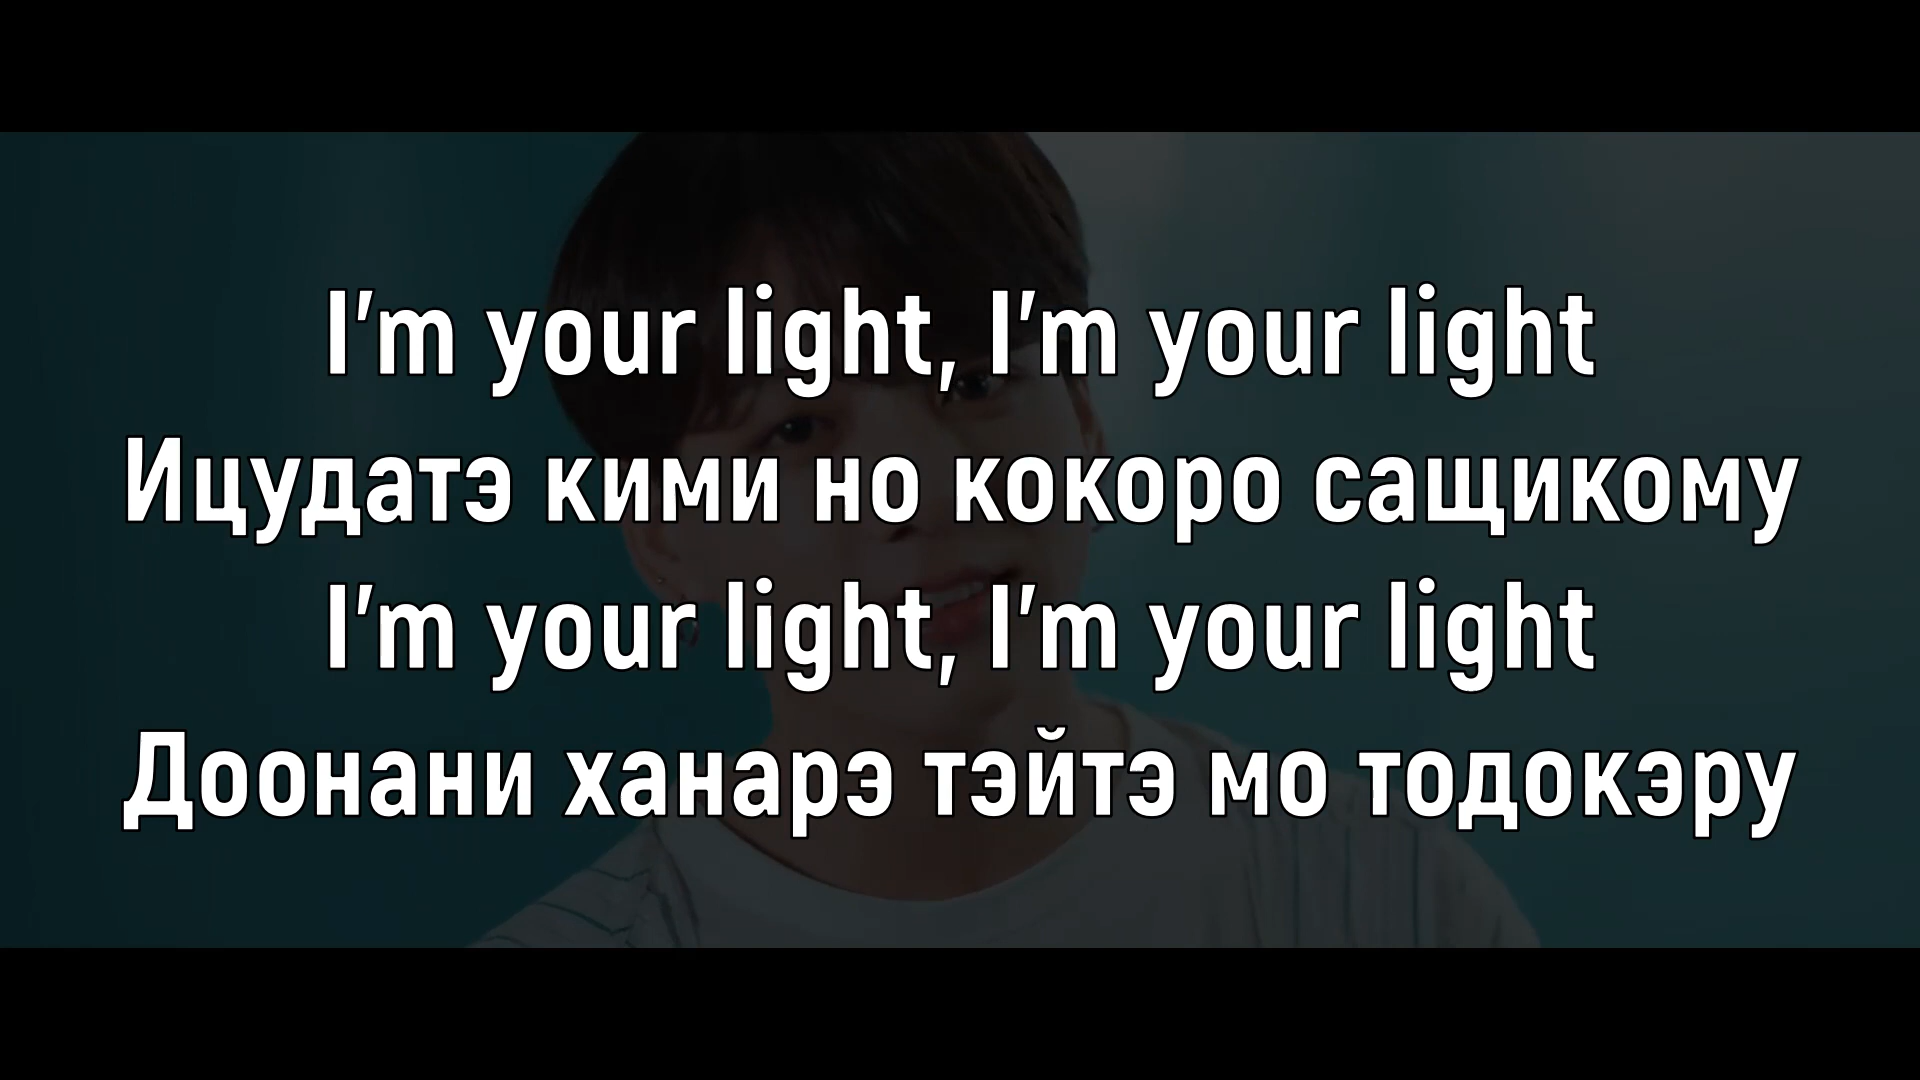 I'm your light, I'm your light
Ицудатэ кими но кокоро сащикому
I'm your light, I'm your light
Доонани ханарэ тэйтэ мо тодокэру